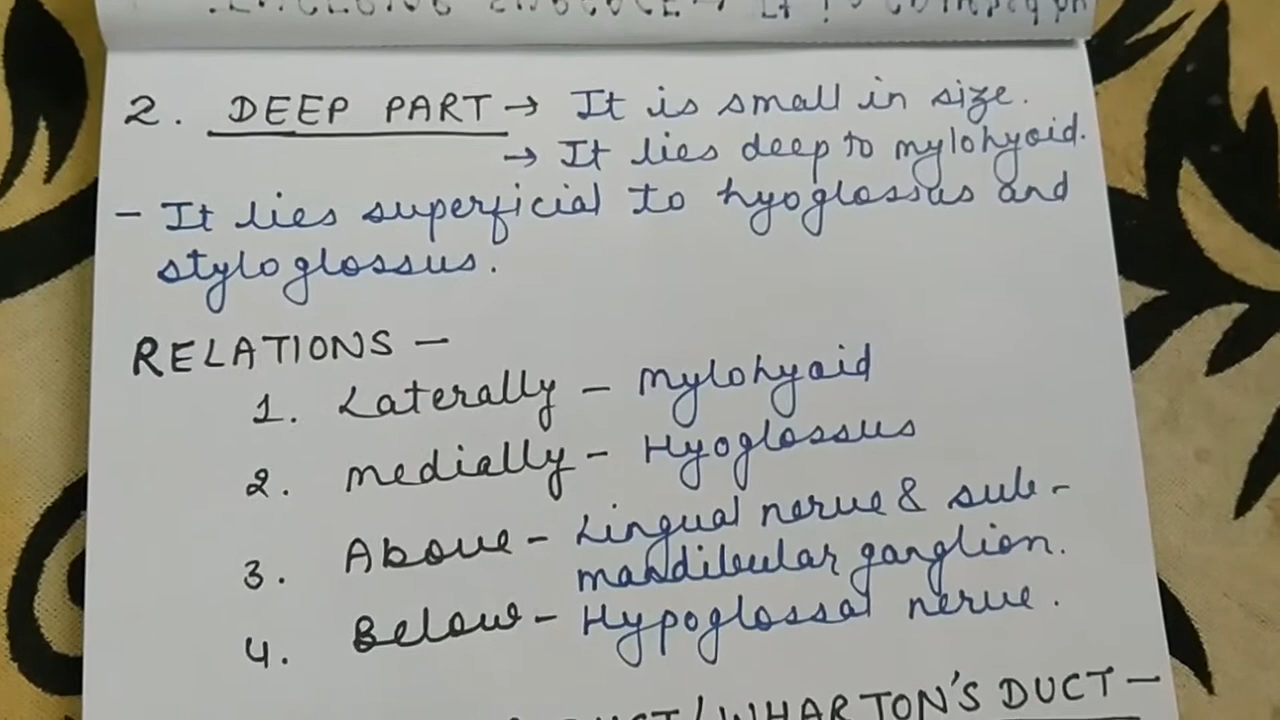 2. DEEP PART → It is small in size.
→ It lies deep to mylohyoid.
- It lies superficial to hyoglossus and
styloglossus.
RELATIONS -
1. Laterally - Mylohyoid
2. Medially - Hyoglossus
3. Above - Lingual nerve & sub-
mandibular ganglion.
4. Below - Hypoglossal nerve.
DUCT/WHARTON'S DUCT -